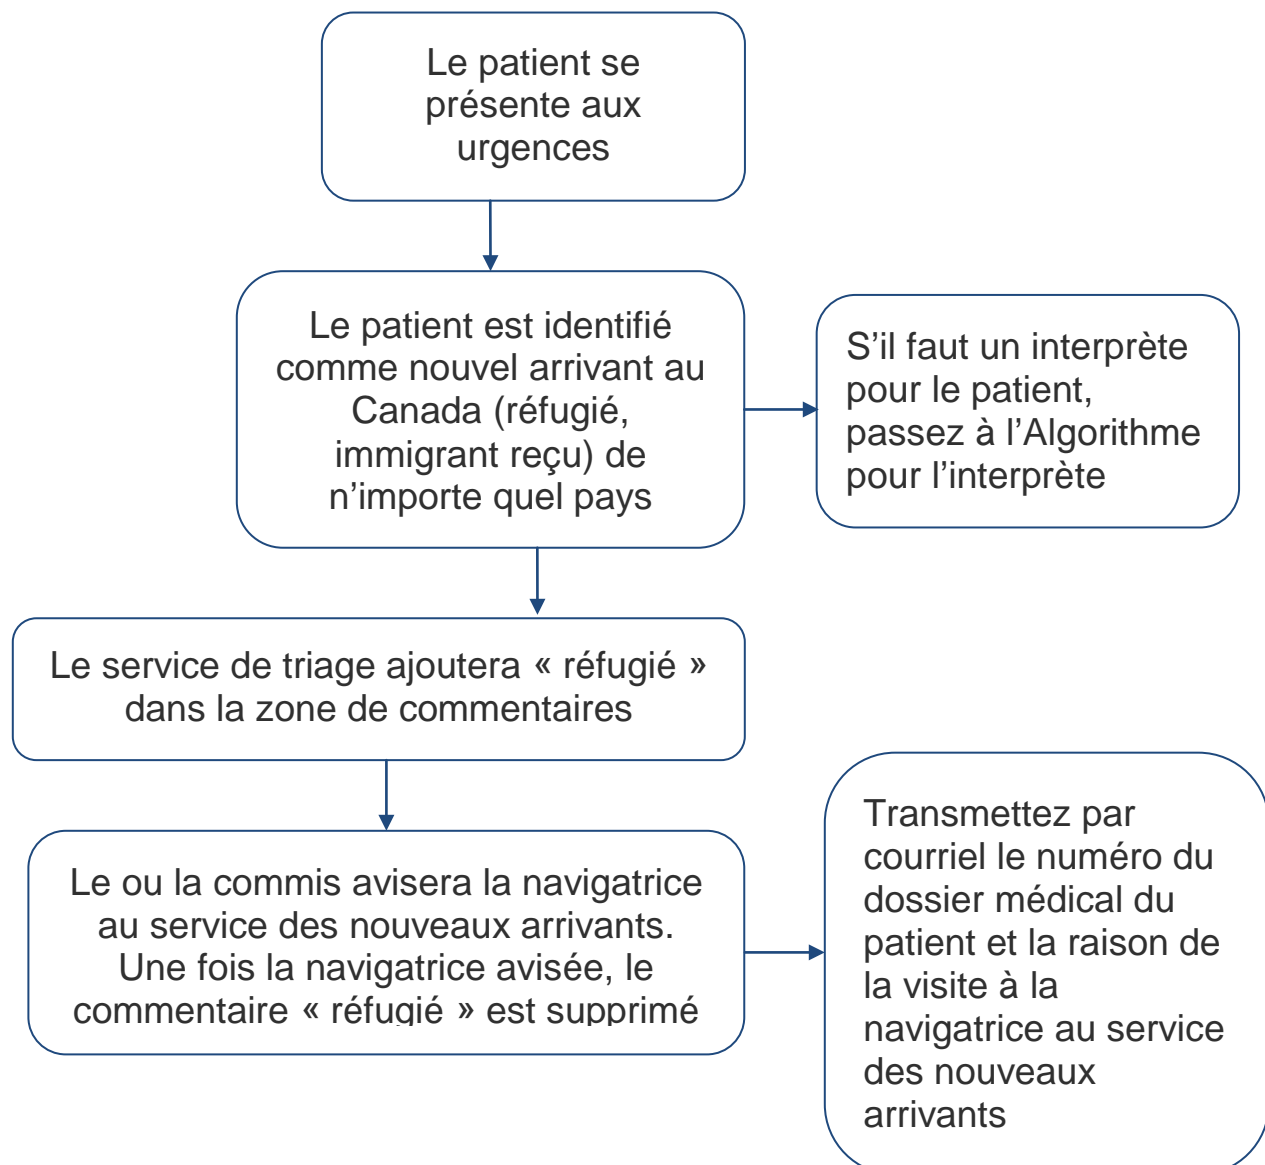 Le patient se
présente aux
urgences
Le patient est identifié
comme nouvel arrivant au
Canada (réfugié,
immigrant reçu) de
n’importe quel pays
S’il faut un interprète
pour le patient,
passez à l’Algorithme
pour l’interprète
Le service de triage ajoutera « réfugié »
dans la zone de commentaires
Le ou la commis avisera la navigatrice
au service des nouveaux arrivants.
Une fois la navigatrice avisée, le
commentaire « réfugié » est supprimé
Transmettez par
courriel le numéro du
dossier médical du
patient et la raison de
la visite à la
navigatrice au service
des nouveaux
arrivants